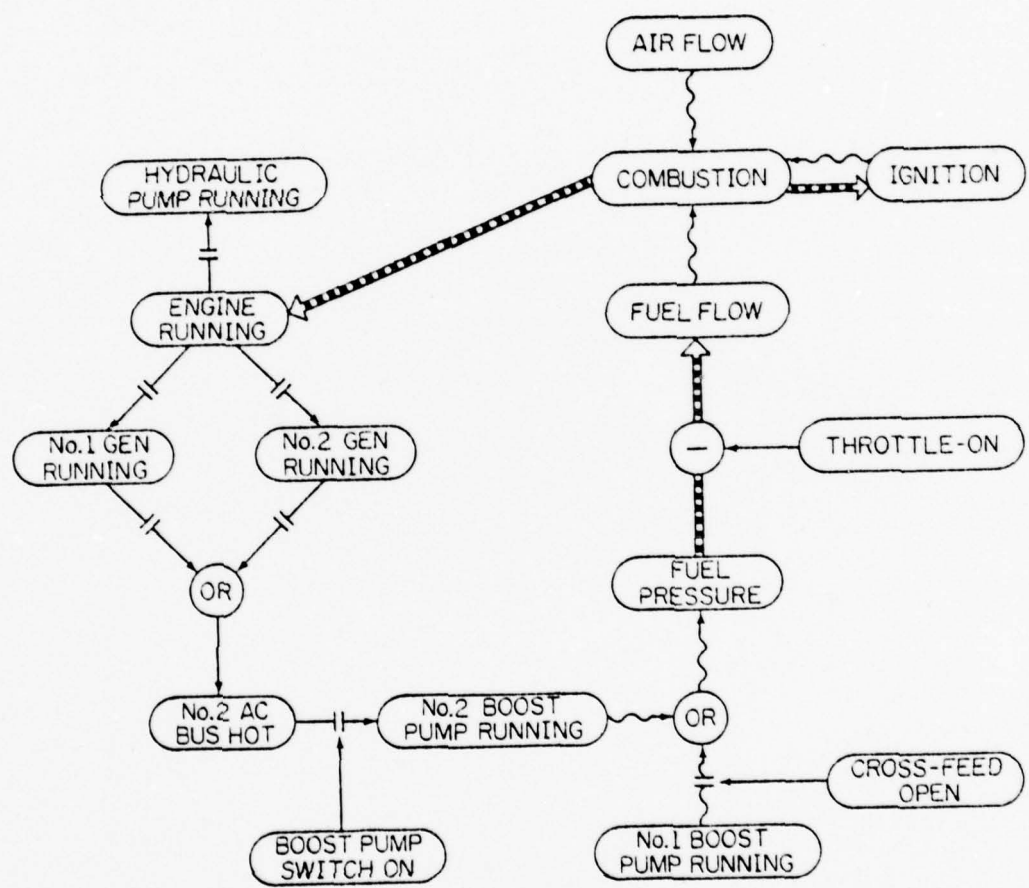 AIR FLOW
HYDRAULIC
PUMP RUNNING
COMBUSTION
IGNITION
ENGINE
RUNNING
FUEL FLOW
No.1 GEN
RUNNING
No.2 GEN
RUNNING
—
THROTTLE-ON
OR
FUEL
PRESSURE
No.2 AC
BUS HOT
No.2 BOOST
PUMP RUNNING
OR
CROSS-FEED
OPEN
BOOST PUMP
SWITCH ON
No.1 BOOST
PUMP RUNNING